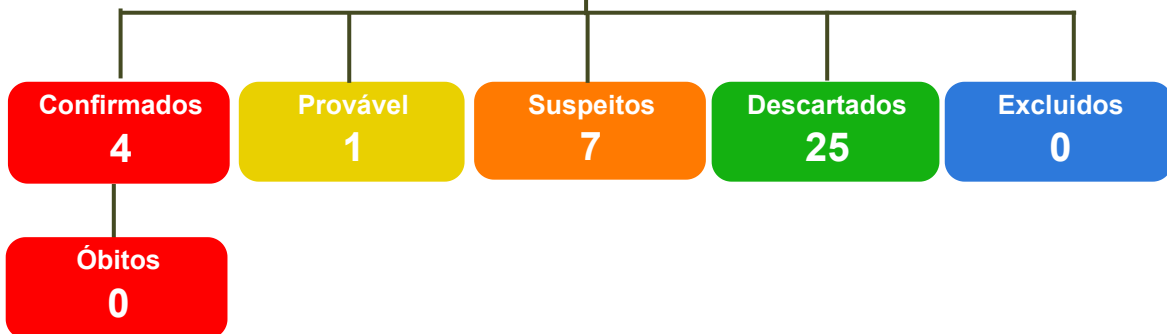 Confirmados
4
Provável
1
Suspeitos
7
Descartados
25
Excluidos
0
Óbitos
0